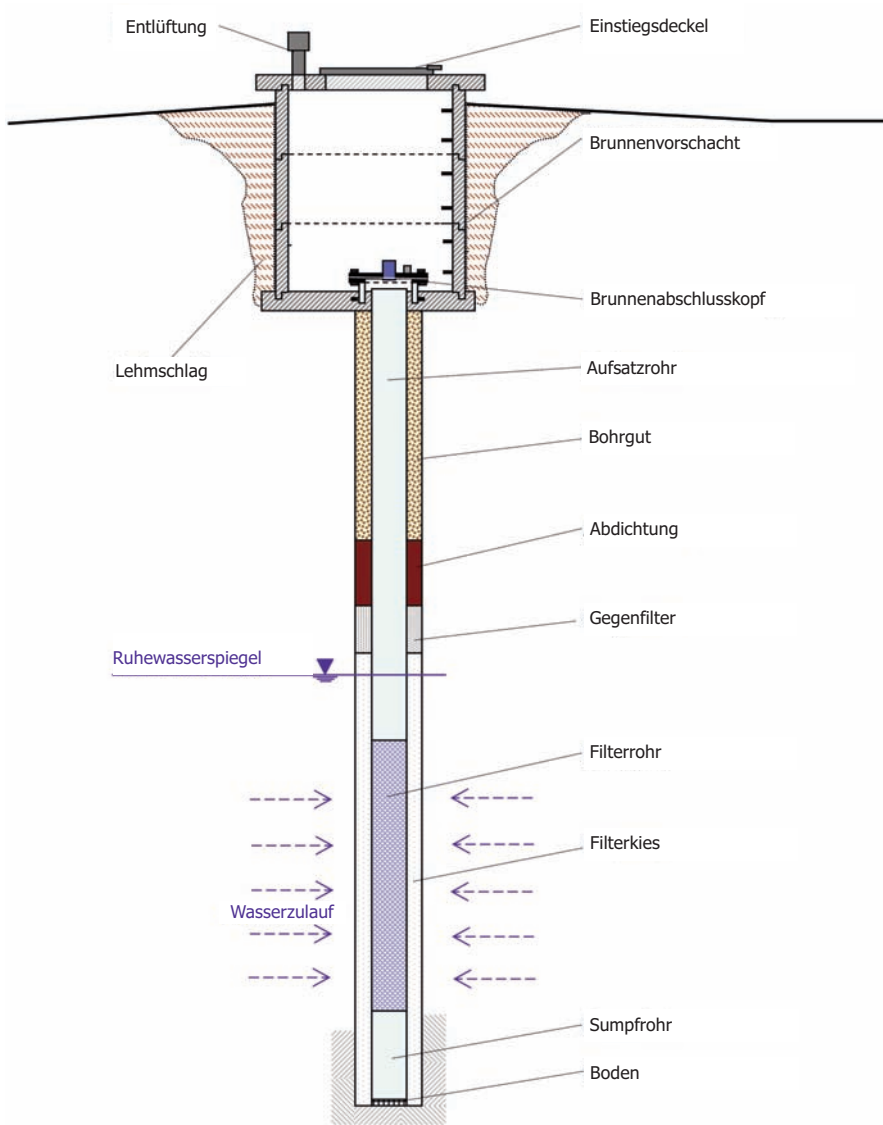 Entlüftung
Einstiegsdeckel
Brunnenvorschacht
Brunnenabschlusskopf
Lehmschlag
Aufsatzrohr
Bohrgut
Abdichtung
Gegenfilter
Ruhewasserspiegel
Filterrohr
Filterkies
Wasserzulauf
Sumpfrohr
Boden